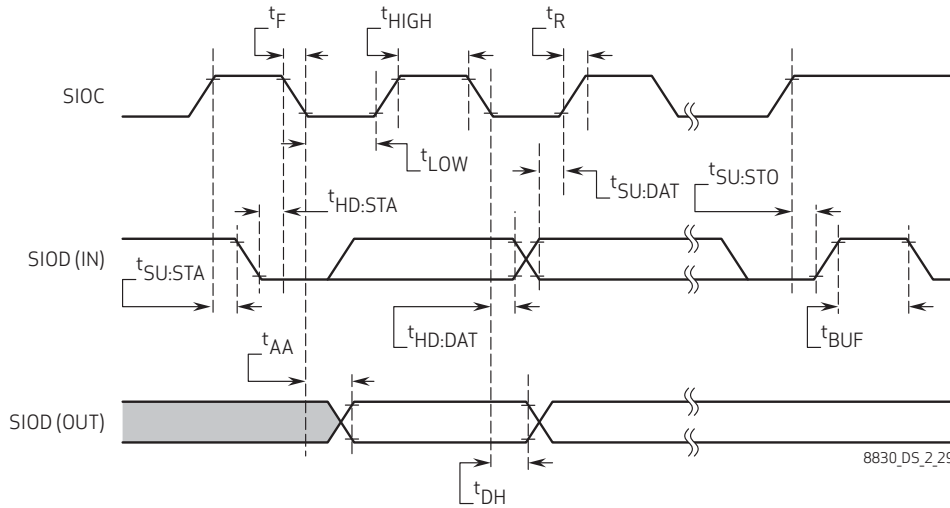 tF
tHIGH
tR
SIOC
tLOW
tSU:DAT
tSU:STO
tHD:STA
SIOD (IN)
tSU:STA
tHD:DAT
tBUF
tAA
SIOD (OUT)
8830_DS_2_29
tDH